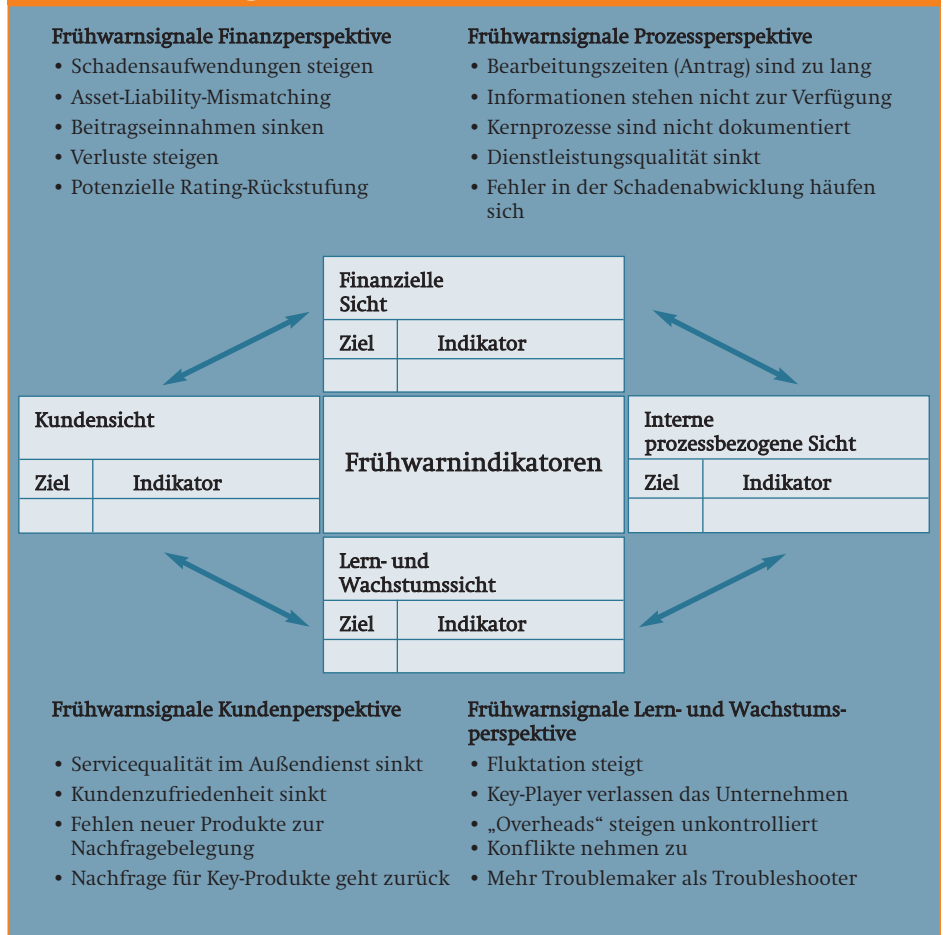 Frühwarnsignale Finanzperspektive
• Schadensaufwendungen steigen
• Asset-Liability-Mismatching
• Beitragseinnahmen sinken
• Verluste steigen
• Potenzielle Rating-Rückstufung
Frühwarnsignale Prozessperspektive
• Bearbeitungszeiten (Antrag) sind zu lang
• Informationen stehen nicht zur Verfügung
• Kernprozesse sind nicht dokumentiert
• Dienstleistungsqualität sinkt
• Fehler in der Schadenabwicklung häufen
sich
Finanzielle
Sicht
Ziel Indikator
Kundensicht
Ziel Indikator
Frühwarnindikatoren
Interne
prozessbezogene Sicht
Ziel Indikator
Lern- und
Wachstumssicht
Ziel Indikator
Frühwarnsignale Kundenperspektive
• Servicequalität im Außendienst sinkt
• Kundenzufriedenheit sinkt
• Fehlen neuer Produkte zur
Nachfragebelegung
• Nachfrage für Key-Produkte geht zurück
Frühwarnsignale Lern- und Wachstums-
perspektive
• Fluktation steigt
• Key-Player verlassen das Unternehmen
• „Overheads“ steigen unkontrolliert
• Konflikte nehmen zu
• Mehr Troublemaker als Troubleshooter